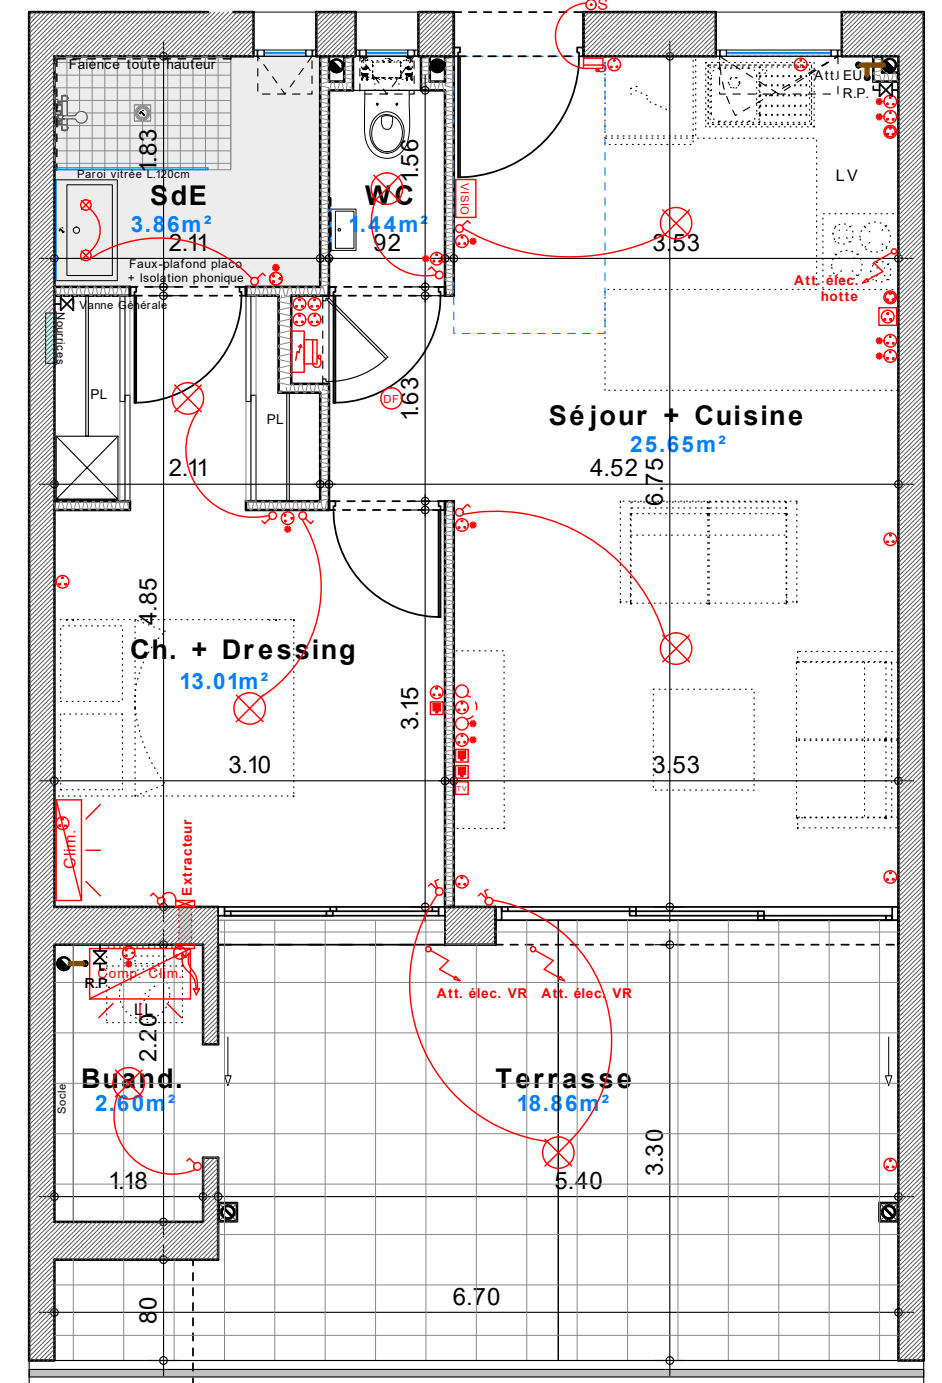 S
Faïence toute hauteur
Att. EU
R.P.
1.83
1.56
Paroi vitrée L.120cm
LV
SdE
WC
VISIO
3.86m²
1.44m²
2.11
92
3.53
Faux-plafond placo
+ Isolation phonique
Att. élec.
hotte
Vanne Générale
Nourrices
PL
DF
1.63
PL
Séjour + Cuisine
25.65m²
2.11
4.52
6.75
4.85
Ch. + Dressing
13.01m²
3.15
3.10
3.53
TV
Clim.
Extracteur
Comp. Clim.
R.P.
Att. élec. VR
Att. élec. VR
LL
2.20
Buand.
2.60m²
Terrasse
18.86m²
Socle
3.30
1.18
5.40
6.70
80